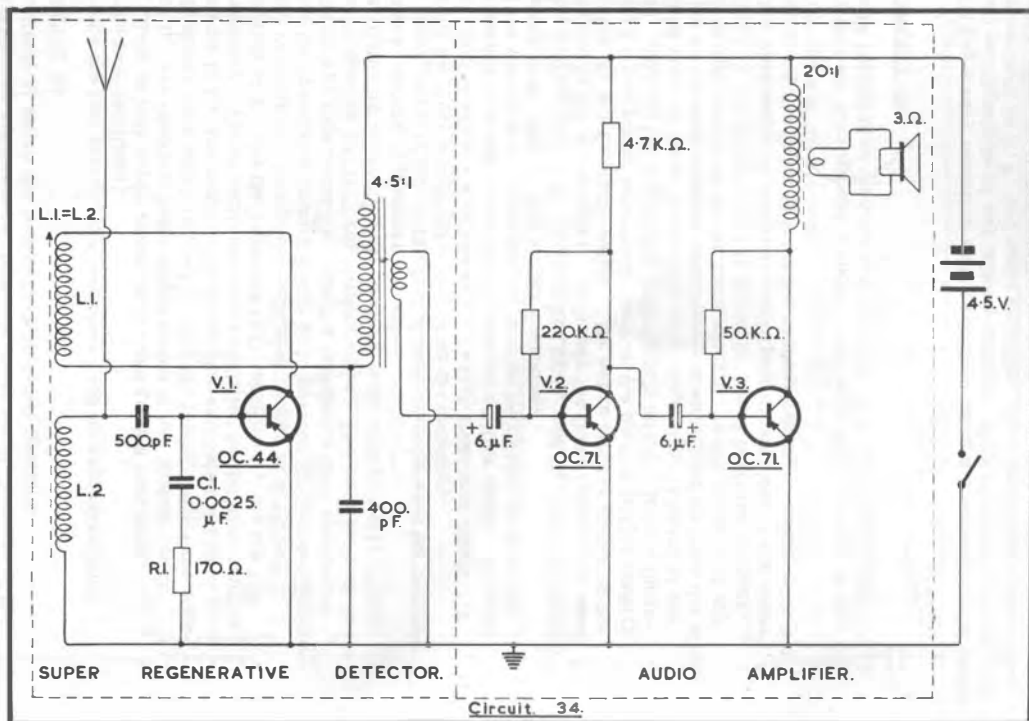 20:1
3.Ω.
4·7.K.Ω.
4·5:1
L.1.=L.2.
L.1.
4·5.V.
220.K.Ω.
50.K.Ω.
V.1.
V.2.
V.3.
+
+
500pF.
OC.44.
6.µF.
6.µF.
OC.71.
OC.71.
L.2.
C.1.
0·0025.
µF.
400.
pF.
R.1.
170.Ω.
SUPER REGENERATIVE DETECTOR.
AUDIO AMPLIFIER.
Circuit. 34.